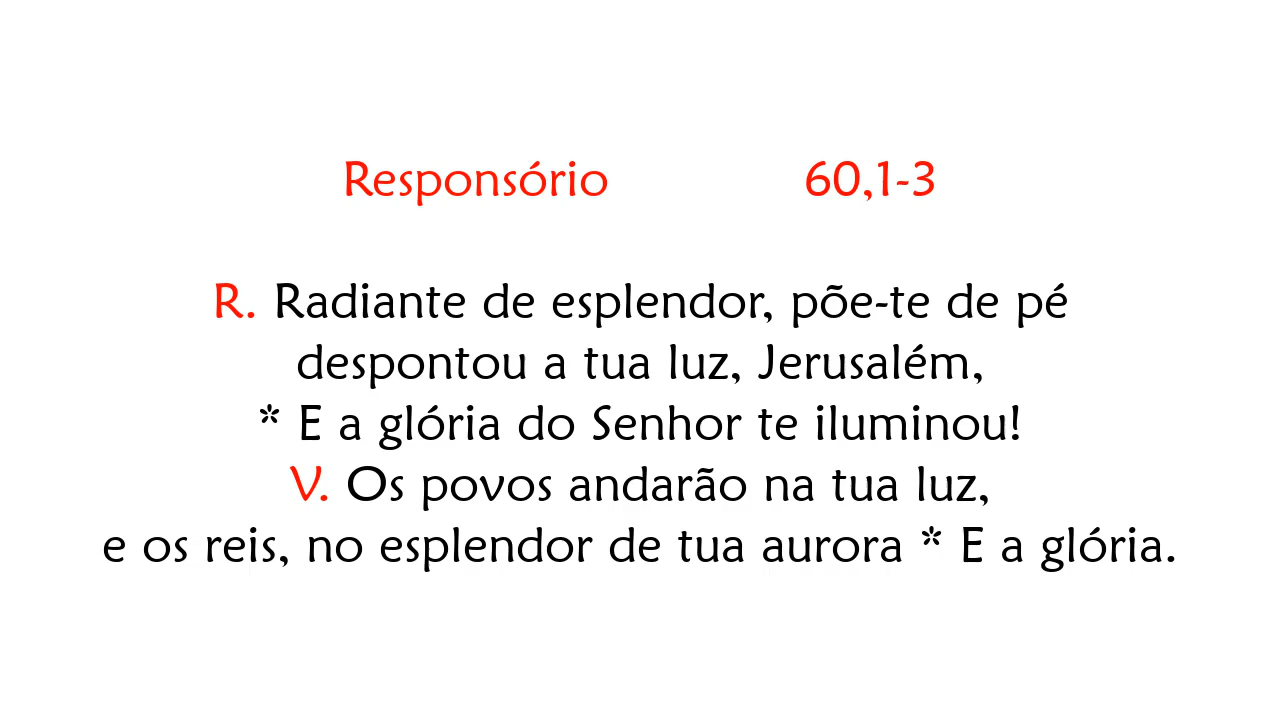 Responsório 60,1-3
R. Radiante de esplendor, põe-te de pé
despontou a tua luz, Jerusalém,
* E a glória do Senhor te iluminou!
V. Os povos andarão na tua luz,
e os reis, no esplendor de tua aurora * E a glória.